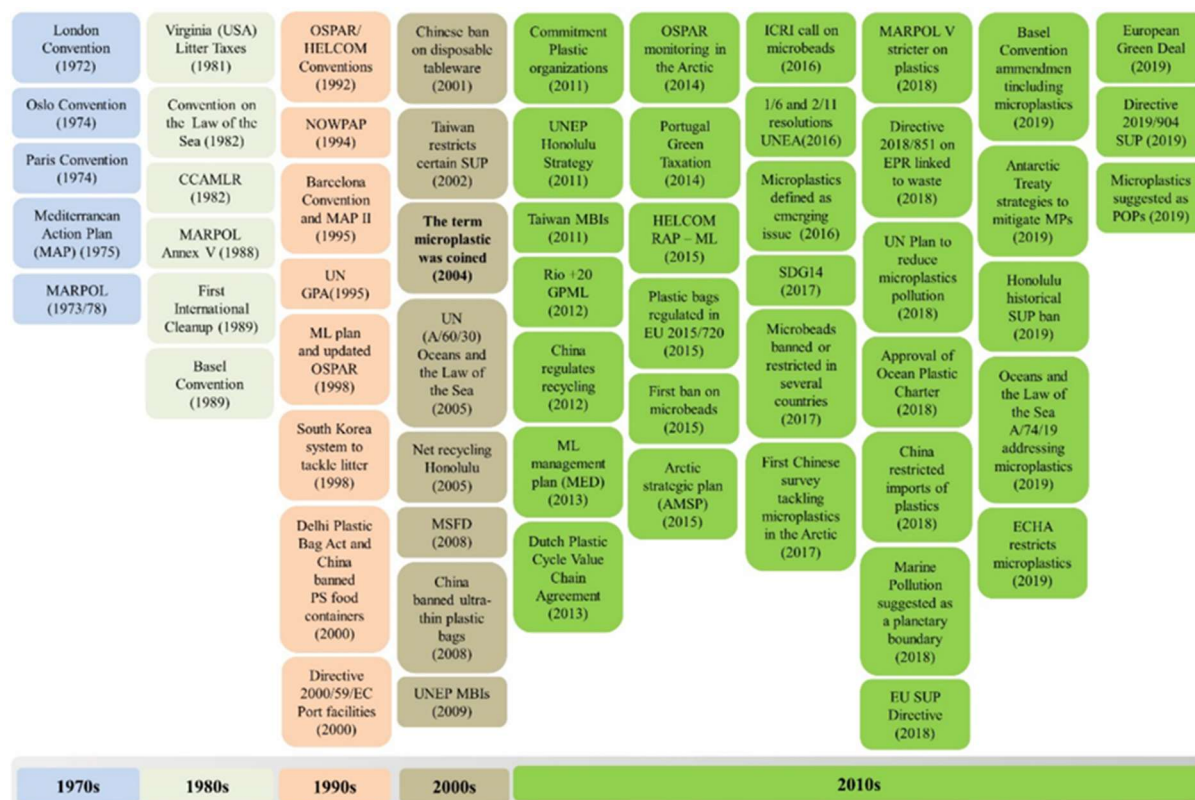 London
Convention
(1972)
Oslo Convention
(1974)
Paris Convention
(1974)
Mediterranean
Action Plan
(MAP) (1975)
MARPOL
(1973/78)
Virginia (USA)
Litter Taxes
(1981)
Convention on
the Law of the
Sea (1982)
CCAMLR
(1982)
MARPOL
Annex V (1988)
First
International
Cleanup (1989)
Basel
Convention
(1989)
OSPAR/
HELCOM
Conventions
(1992)
NOWPAP
(1994)
Barcelona
Convention
and MAP II
(1995)
UN
GPA(1995)
ML plan
and updated
OSPAR
(1998)
South Korea
system to
tackle litter
(1998)
Delhi Plastic
Bag Act and
China
banned
PS food
containers
(2000)
Directive
2000/59/EC
Port facilities
(2000)
Chinese ban
on disposable
tableware
(2001)
Taiwan
restricts
certain SUP
(2002)
The term
microplastic
was coined
(2004)
UN
(A/60/30)
Oceans and
the Law of
the Sea
(2005)
Net recycling
Honolulu
(2005)
MSFD
(2008)
China
banned ultra-
thin plastic
bags
(2008)
UNEP MBIs
(2009)
Commitment
Plastic
organizations
(2011)
UNEP
Honolulu
Strategy
(2011)
Taiwan MBIs
(2011)
Rio +20
GPML
(2012)
China
regulates
recycling
(2012)
ML
management
plan (MED)
(2013)
Dutch Plastic
Cycle Value
Chain
Agreement
(2013)
OSPAR
monitoring in
the Arctic
(2014)
Portugal
Green
Taxation
(2014)
HELCOM
RAP – ML
(2015)
Plastic bags
regulated in
EU 2015/720
(2015)
First ban on
microbeads
(2015)
Arctic
strategic plan
(AMSP)
(2015)
ICRI call on
microbeads
(2016)
1/6 and 2/11
resolutions
UNEA(2016)
Microplastics
defined as
emerging
issue (2016)
SDG14
(2017)
Microbeads
banned or
restricted in
several
countries
(2017)
First Chinese
survey
tackling
microplastics
in the Arctic
(2017)
MARPOL V
stricter on
plastics
(2018)
Directive
2018/851 on
EPR linked
to waste
(2018)
UN Plan to
reduce
microplastics
pollution
(2018)
Approval of
Ocean Plastic
Charter
(2018)
China
restricted
imports of
plastics
(2018)
Marine
Pollution
suggested as
a planetary
boundary
(2018)
EU SUP
Directive
(2018)
Basel
Convention
ammendmen
tincluding
microplastics
(2019)
Antarctic
Treaty
strategies to
mitigate MPs
(2019)
Honolulu
historical
SUP ban
(2019)
Oceans and
the Law of
the Sea
A/74/19
addressing
microplastics
(2019)
ECHA
restricts
microplastics
(2019)
European
Green Deal
(2019)
Directive
2019/904
SUP (2019)
Microplastics
suggested as
POPs (2019)
1970s
1980s
1990s
2000s
2010s